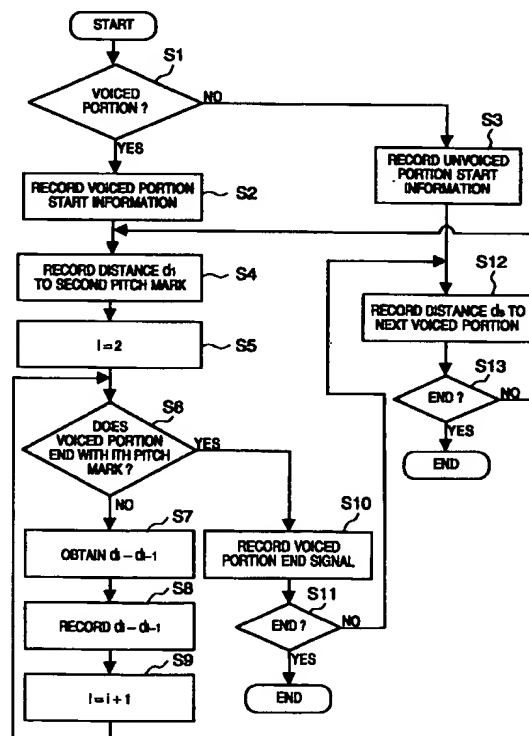 START
S1
VOICED
PORTION ?
NO
YES
S3
RECORD UNVOICED
PORTION START
INFORMATION
RECORD VOICED PORTION
START INFORMATION
S2
RECORD DISTANCE d1
TO SECOND PITCH MARK
S4
S12
RECORD DISTANCE ds TO
NEXT VOICED PORTION
I = 2
S5
S13
END ?
NO
YES
END
S6
DOES
VOICED PORTION
END WITH ITH PITCH
MARK ?
YES
NO
S7
OBTAIN di – di-1
S10
RECORD VOICED
PORTION END SIGNAL
S8
RECORD di – di-1
S11
END ?
NO
YES
S9
I = i + 1
END